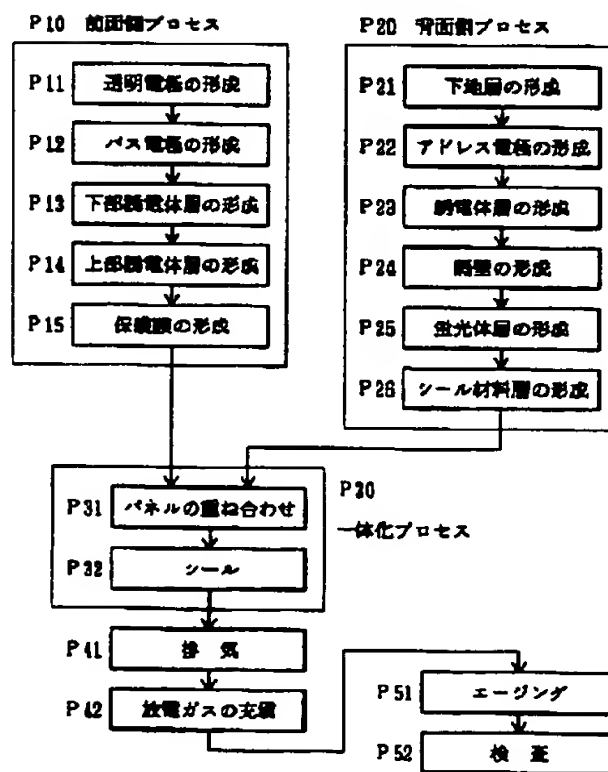 P10 前面側プロセス
P11 透明電極の形成
P12 バス電極の形成
P13 下部誘電体層の形成
P14 上部誘電体層の形成
P15 保護膜の形成
P20 背面側プロセス
P21 下地層の形成
P22 アドレス電極の形成
P23 誘電体層の形成
P24 隔壁の形成
P25 蛍光体層の形成
P26 シール材料層の形成
P30
一体化プロセス
P31 パネルの重ね合わせ
P32 シール
P41 排 気
P42 放電ガスの充填
P51 エージング
P52 検 査